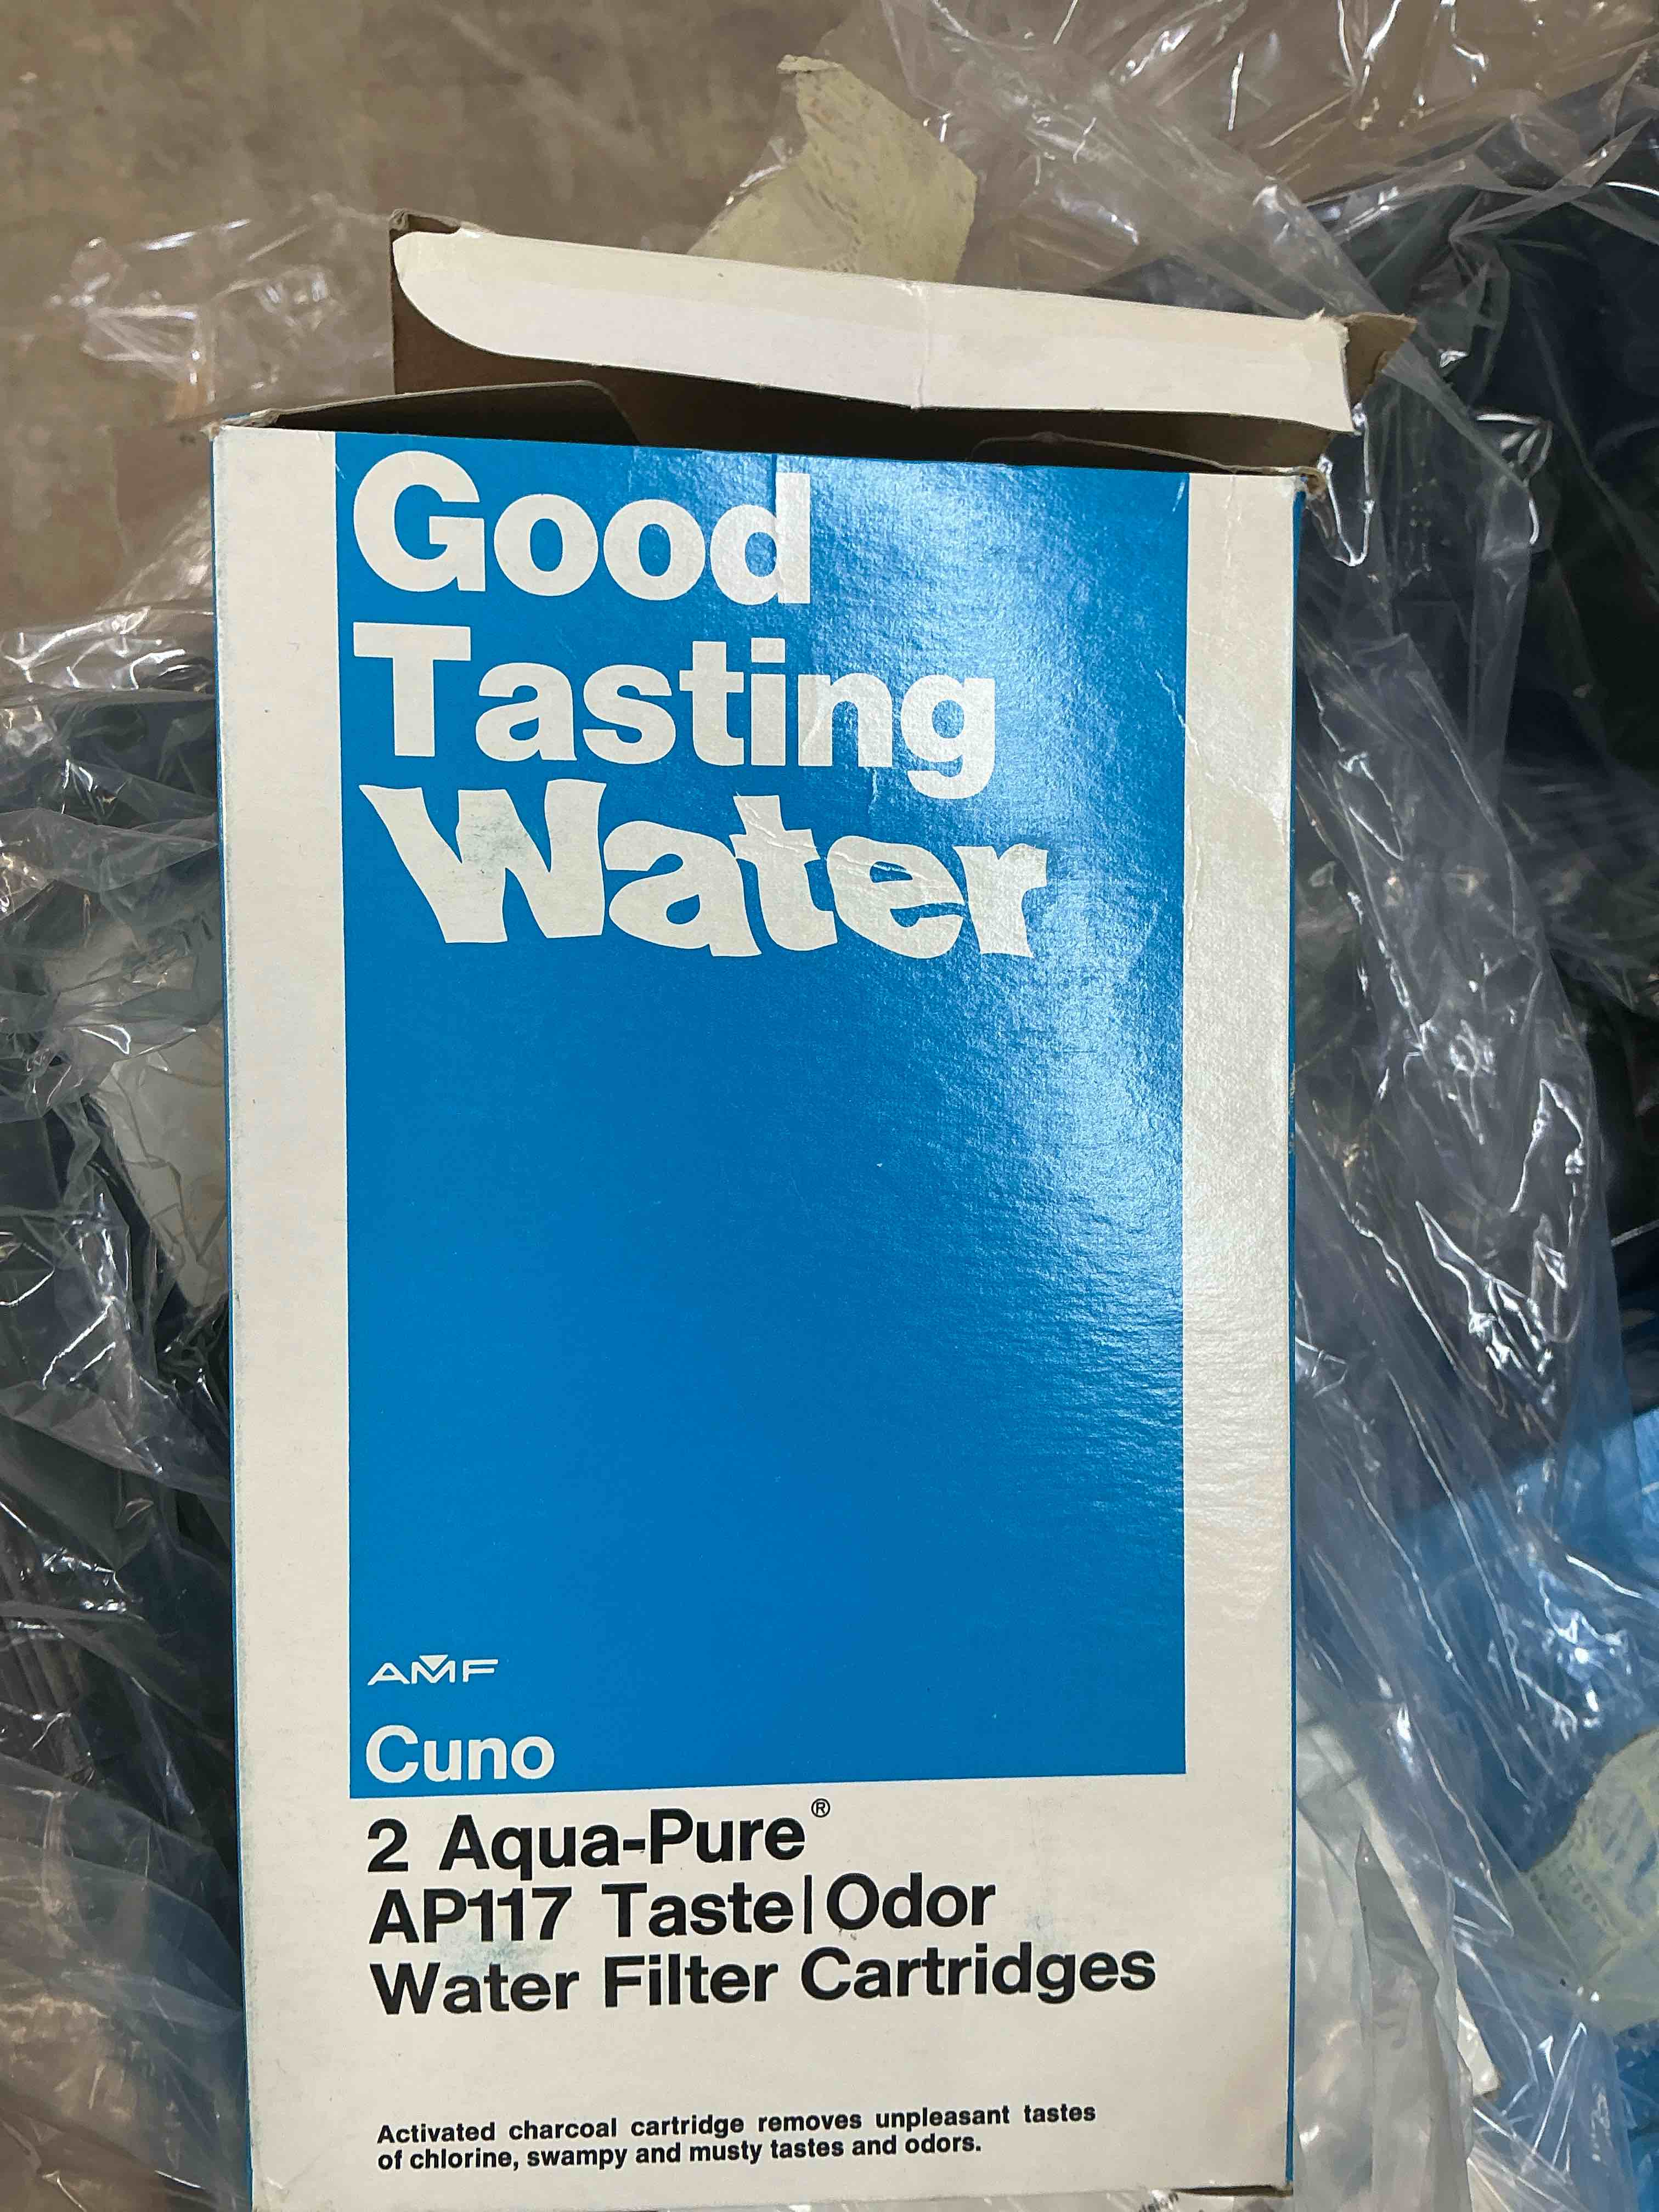 Good
Tasting
Water
AMF
Cuno
2 Aqua-Pure®
AP117 Taste|Odor
Water Filter Cartridges
Activated charcoal cartridge removes unpleasant tastes
of chlorine, swampy and musty tastes and odors.